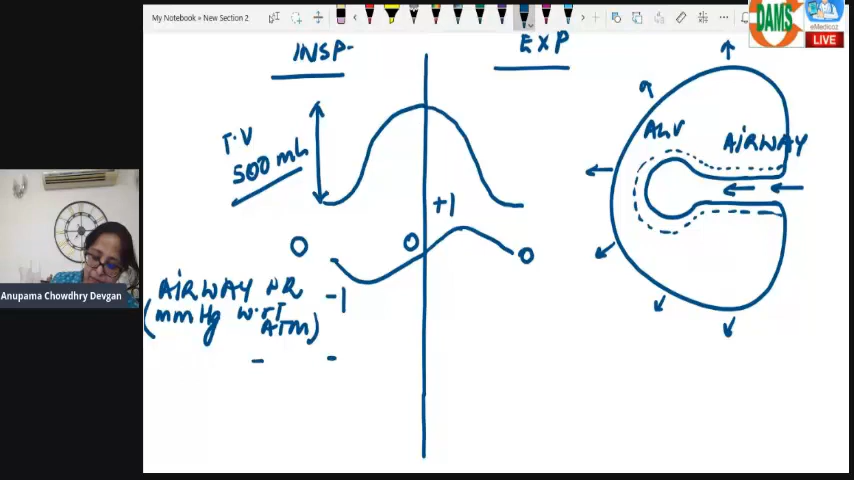 My Notebook » New Section 2
DAMS
eMedicoz
LIVE
INSP-
EXP
T.V
500 mL
+1
0
0
0
-1
AIRWAY PR
(mmHg w.r.t
ATM)
- -
ALV
AIRWAY
Anupama Chowdhry Devgan